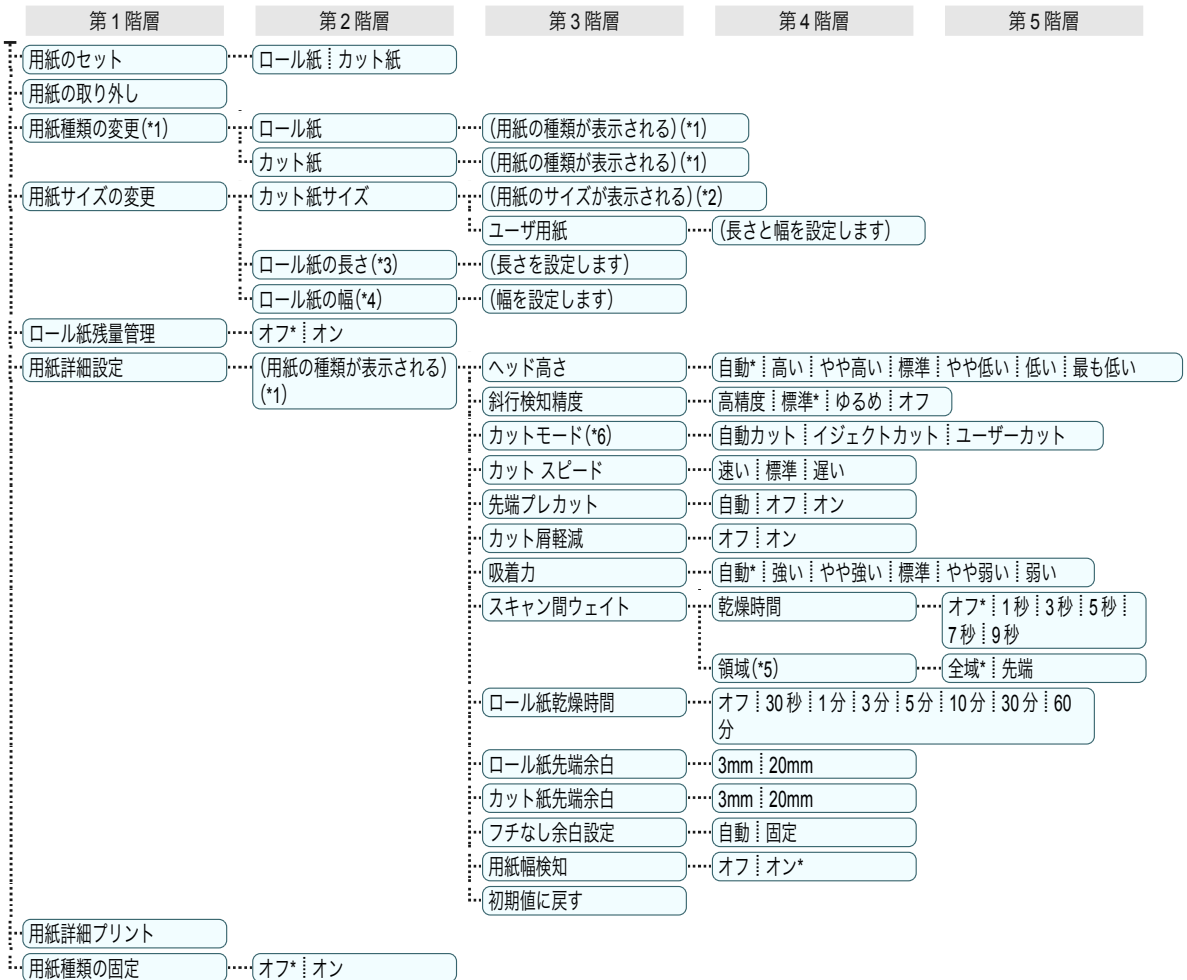 第1階層 第2階層 第3階層 第4階層 第5階層
用紙のセット ロール紙┆カット紙
用紙の取り外し
用紙種類の変更(*1) ロール紙 (用紙の種類が表示される)(*1)
カット紙 (用紙の種類が表示される)(*1)
用紙サイズの変更 カット紙サイズ (用紙のサイズが表示される)(*2)
ユーザ用紙 (長さと幅を設定します)
ロール紙の長さ(*3) (長さを設定します)
ロール紙の幅(*4) (幅を設定します)
ロール紙残量管理 オフ*┆オン
用紙詳細設定 (用紙の種類が表示される) ヘッド高さ 自動*┆高い┆やや高い┆標準┆やや低い┆低い┆最も低い
(*1)
斜行検知精度 高精度┆標準*┆ゆるめ┆オフ
カットモード(*6) 自動カット┆イジェクトカット┆ユーザーカット
カット スピード 速い┆標準┆遅い
先端プレカット 自動┆オフ┆オン
カット屑軽減 オフ┆オン
吸着力 自動*┆強い┆やや強い┆標準┆やや弱い┆弱い
スキャン間ウェイト 乾燥時間 オフ*┆1秒┆3秒┆5秒┆
7秒┆9秒
領域(*5) 全域*┆先端
ロール紙乾燥時間 オフ┆30秒┆1分┆3分┆5分┆10分┆30分┆60
分
ロール紙先端余白 3mm┆20mm
カット紙先端余白 3mm┆20mm
フチなし余白設定 自動┆固定
用紙幅検知 オフ┆オン*
初期値に戻す
用紙詳細プリント
用紙種類の固定 オフ*┆オン